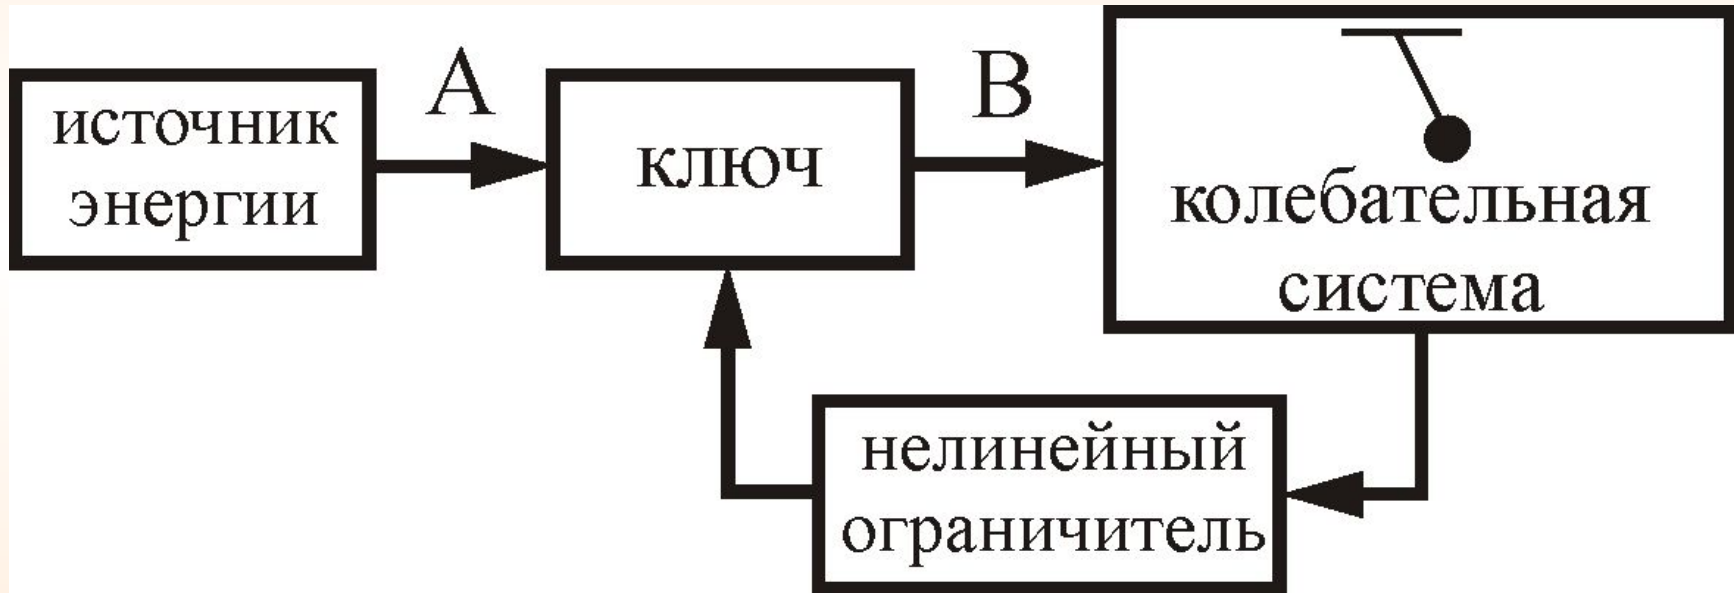 источник
энергии
A
ключ
B
колебательная
система
нелинейный
ограничитель